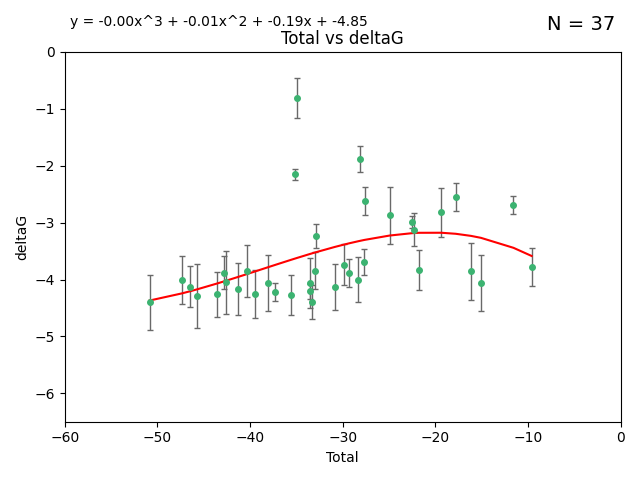 y = -0.00x^3 + -0.01x^2 + -0.19x + -4.85
N = 37
Total vs deltaG
0
−1
−2
−3
−4
−5
−6
deltaG
−60 −50 −40 −30 −20 −10 0
Total